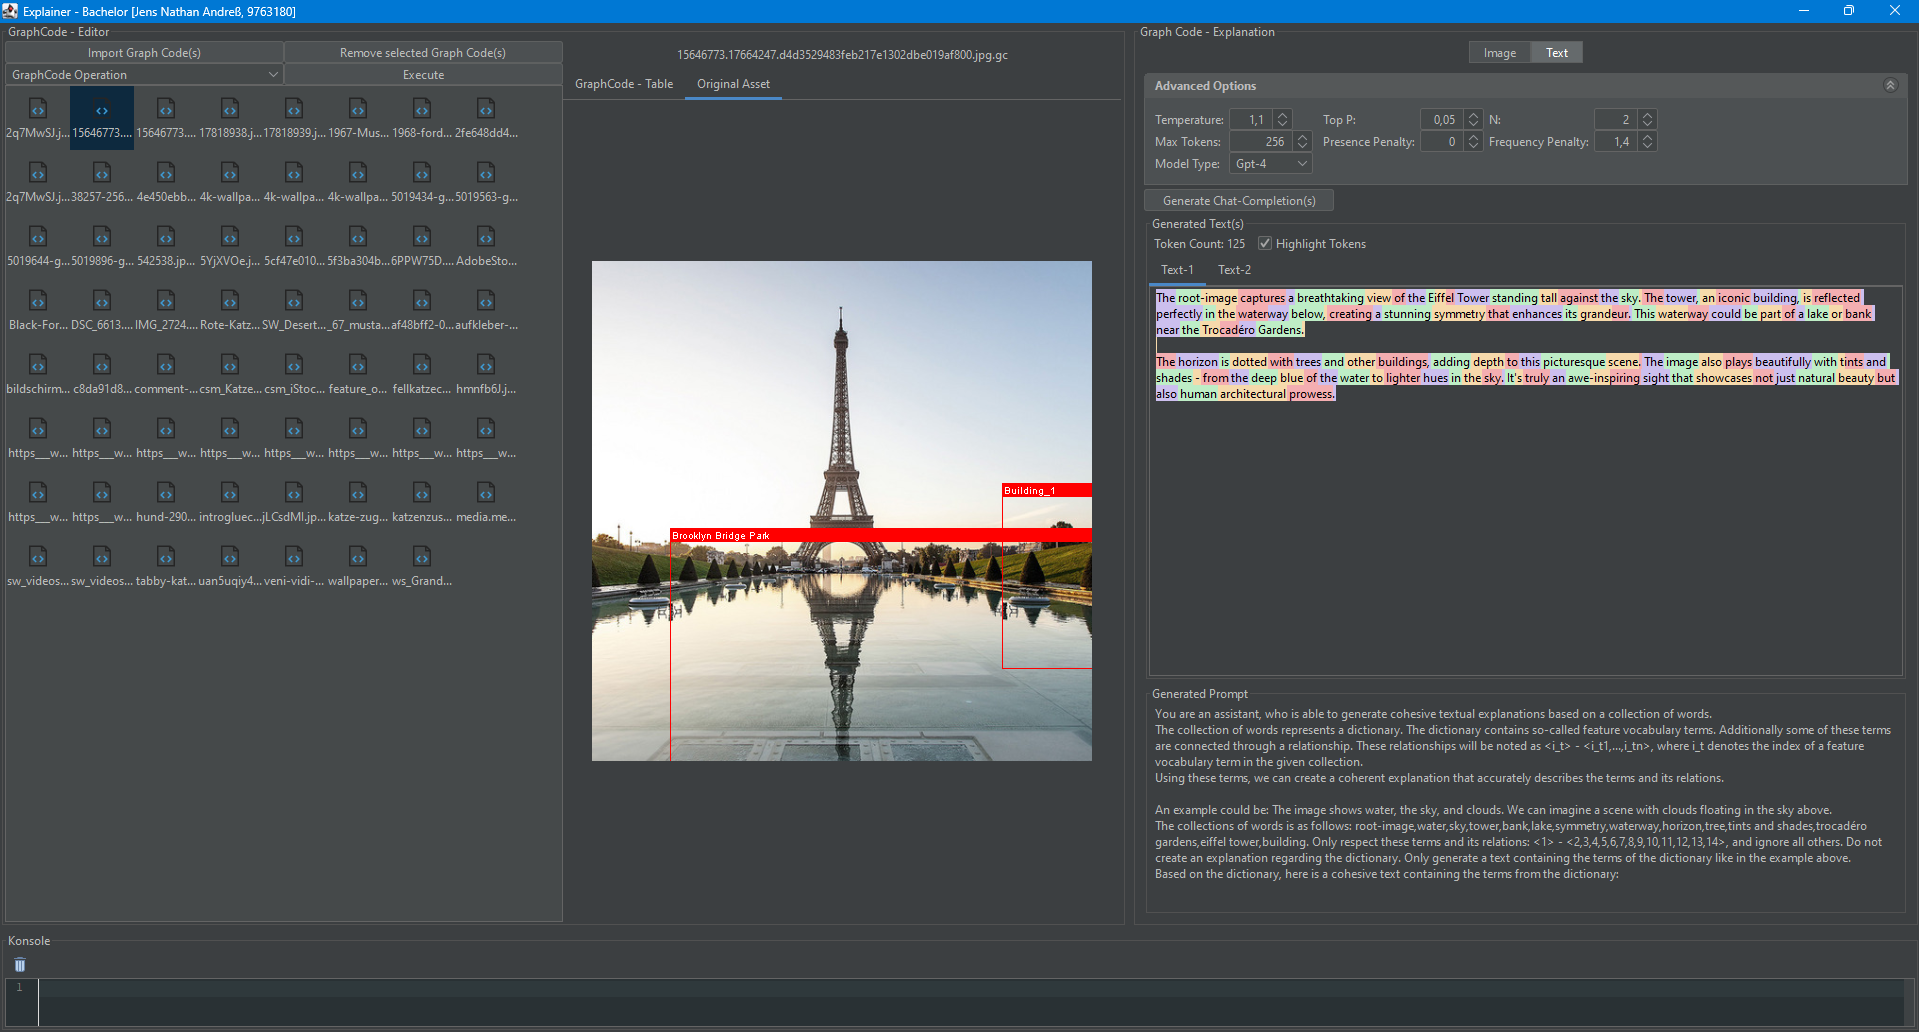 Explainer - Bachelor [Jens Nathan Andreß, 9763180]
GraphCode - Editor
Import Graph Code(s)
Remove selected Graph Code(s)
GraphCode Operation
Execute
2q7MwSJ.j... 15646773.... 15646773.... 17818938.j... 17818939.j... 1967-Mus... 1968-ford... 2fe648dd4...
2q7MwSJ.j... 38257-256... 4e450ebb... 4k-wallpa... 4k-wallpa... 4k-wallpa... 5019434-g... 5019563-g...
5019644-g... 5019896-g... 542538.jp... 5YjXVOe.j... 5cf47e010... 5f3ba304b... 6PPW75D.... AdobeSto...
Black-For... DSC_6613.... IMG_2724.... Rote-Katz... SW_Desert... _67_musta... af48bff2-0... aufkleber-...
bildschirm... c8da91d8... comment-... csm_Katze... csm_iStoc... feature_o... fellkatzec... hmnfb6J.j...
https___w... https___w... https___w... https___w... https___w... https___w... https___w... https___w...
https___w... https___w... hund-290... introgluec... jLCsdMl.jp... katze-zug... katzenzus... media.me...
sw_videos... sw_videos... tabby-kat... uan5uqiy4... veni-vidi-... wallpaper... ws_Grand...
15646773.17664247.d4d3529483feb217e1302dbe019af800.jpg.gc
GraphCode - Table
Original Asset
Building_1
Brooklyn Bridge Park
Graph Code - Explanation
Image
Text
Advanced Options
Temperature: 1,1 Top P: 0,05 N: 2
Max Tokens: 256 Presence Penalty: 0 Frequency Penalty: 1,4
Model Type: Gpt-4
Generate Chat-Completion(s)
Generated Text(s)
Token Count: 125 Highlight Tokens
Text-1 Text-2
The root-image captures a breathtaking view of the Eiffel Tower standing tall against the sky. The tower, an iconic building, is reflected
perfectly in the waterway below, creating a stunning symmetry that enhances its grandeur. This waterway could be part of a lake or bank
near the Trocadéro Gardens.
The horizon is dotted with trees and other buildings, adding depth to this picturesque scene. The image also plays beautifully with tints and
shades - from the deep blue of the water to lighter hues in the sky. It's truly an awe-inspiring sight that showcases not just natural beauty but
also human architectural prowess.
Generated Prompt
You are an assistant, who is able to generate cohesive textual explanations based on a collection of words.
The collection of words represents a dictionary. The dictionary contains so-called feature vocabulary terms. Additionally some of these terms
are connected through a relationship. These relationships will be noted as <i_t> - <i_t1,...,i_tn>, where i_t denotes the index of a feature
vocabulary term in the given collection.
Using these terms, we can create a coherent explanation that accurately describes the terms and its relations.
An example could be: The image shows water, the sky, and clouds. We can imagine a scene with clouds floating in the sky above.
The collections of words is as follows: root-image,water,sky,tower,bank,lake,symmetry,waterway,horizon,tree,tints and shades,trocadéro
gardens,eiffel tower,building. Only respect these terms and its relations: <1> - <2,3,4,5,6,7,8,9,10,11,12,13,14>, and ignore all others. Do not
create an explanation regarding the dictionary. Only generate a text containing the terms of the dictionary like in the example above.
Based on the dictionary, here is a cohesive text containing the terms from the dictionary:
Konsole
1